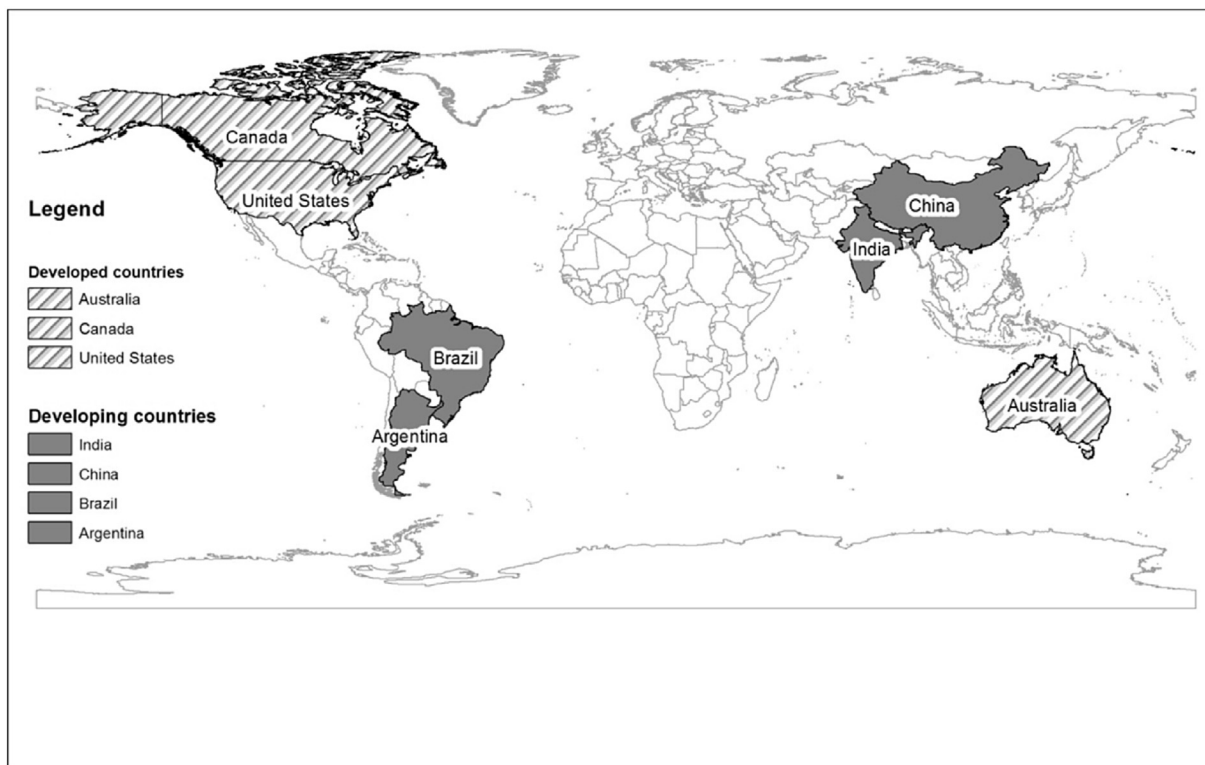 Canada
United States
Legend
China
India
Developed countries
Australia
Canada
United States
Brazil
Australia
Developing countries
Argentina
India
China
Brazil
Argentina